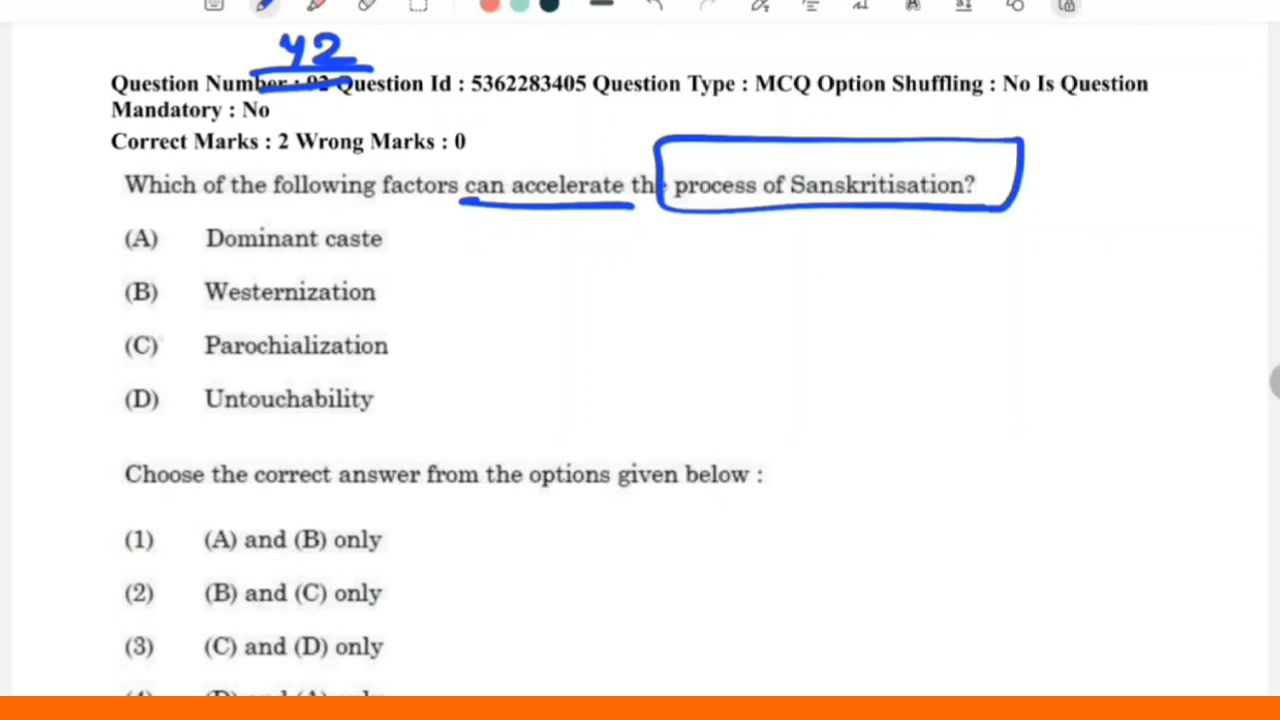 42
Question Number : 92 Question Id : 5362283405 Question Type : MCQ Option Shuffling : No Is Question
Mandatory : No
Correct Marks : 2 Wrong Marks : 0
Which of the following factors can accelerate the process of Sanskritisation?
(A) Dominant caste
(B) Westernization
(C) Parochialization
(D) Untouchability
Choose the correct answer from the options given below :
(1) (A) and (B) only
(2) (B) and (C) only
(3) (C) and (D) only